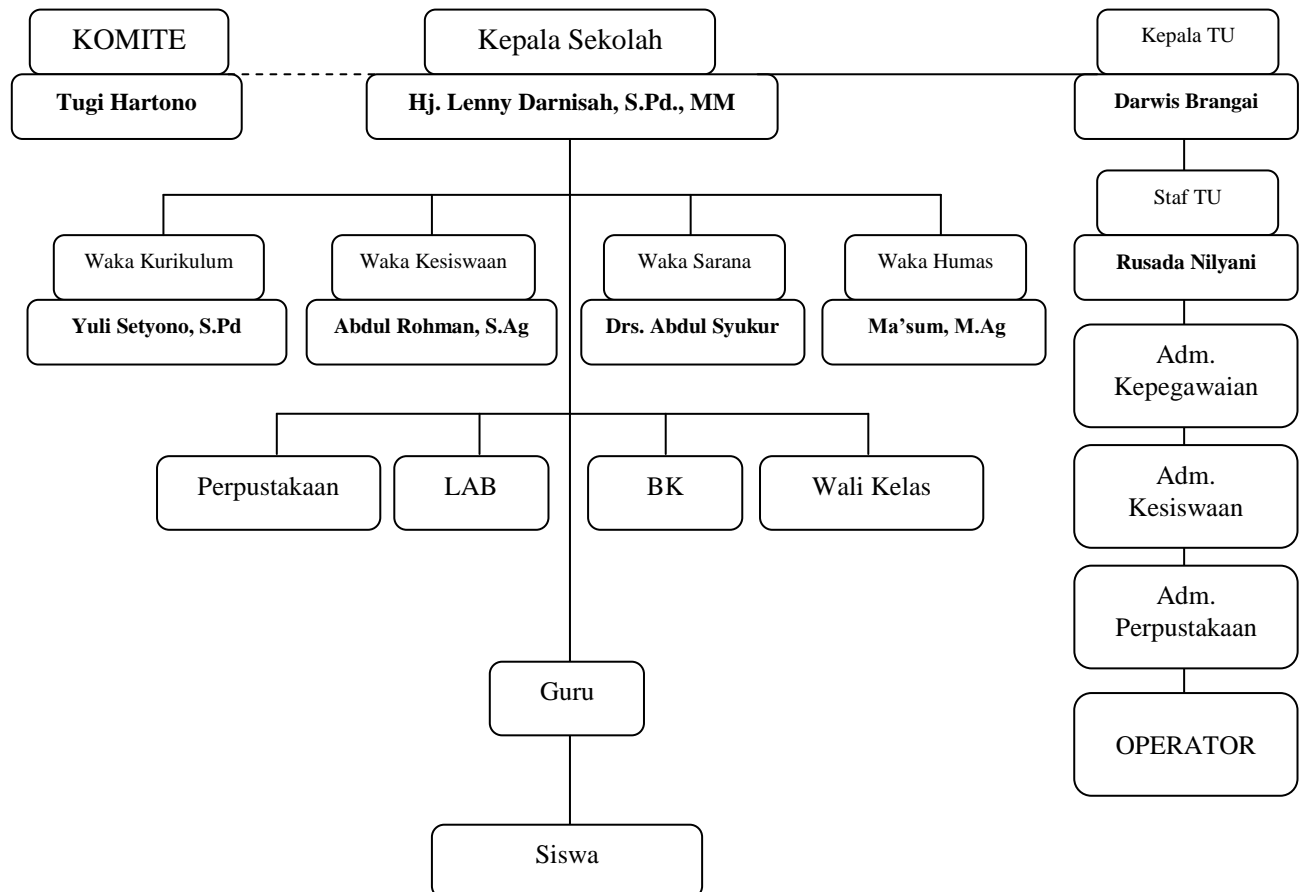 KOMITE
Tugi Hartono
Kepala Sekolah
Hj. Lenny Darnisah, S.Pd., MM
Kepala TU
Darwis Brangai
Staf TU
Rusada Nilyani
Waka Kurikulum
Yuli Setyono, S.Pd
Waka Kesiswaan
Abdul Rohman, S.Ag
Waka Sarana
Drs. Abdul Syukur
Waka Humas
Ma’sum, M.Ag
Adm.
Kepegawaian
Perpustakaan
LAB
BK
Wali Kelas
Adm.
Kesiswaan
Adm.
Perpustakaan
Guru
OPERATOR
Siswa